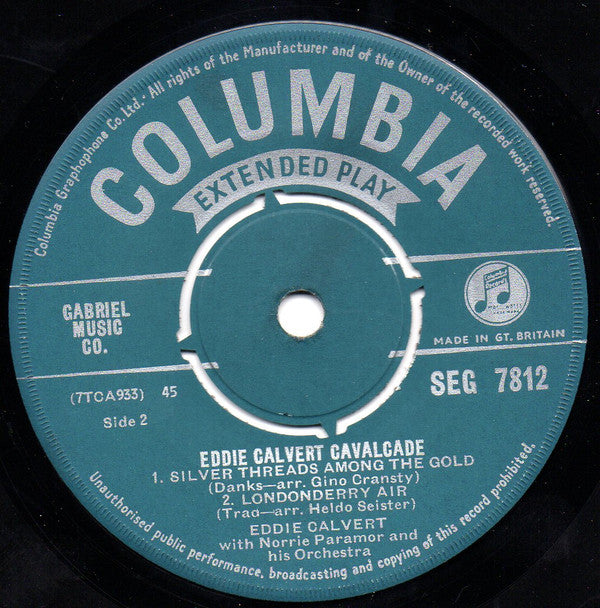 Columbia Graphophone Co. Ltd. · All rights of the Manufacturer and of the Owner of the recorded work reserved.
COLUMBIA
EXTENDED PLAY
GABRIEL
MUSIC
CO.
Columbia
Records
MADE IN GT. BRITAIN
(7TCA933) 45
SEG 7812
Side 2
EDDIE CALVERT CAVALCADE
1. SILVER THREADS AMONG THE GOLD
(Danks—arr. Gino Cransty)
2. LONDONDERRY AIR
(Trad—arr. Heldo Seister)
EDDIE CALVERT
with Norrie Paramor and
his Orchestra
Unauthorised public performance, broadcasting and copying of this record prohibited.